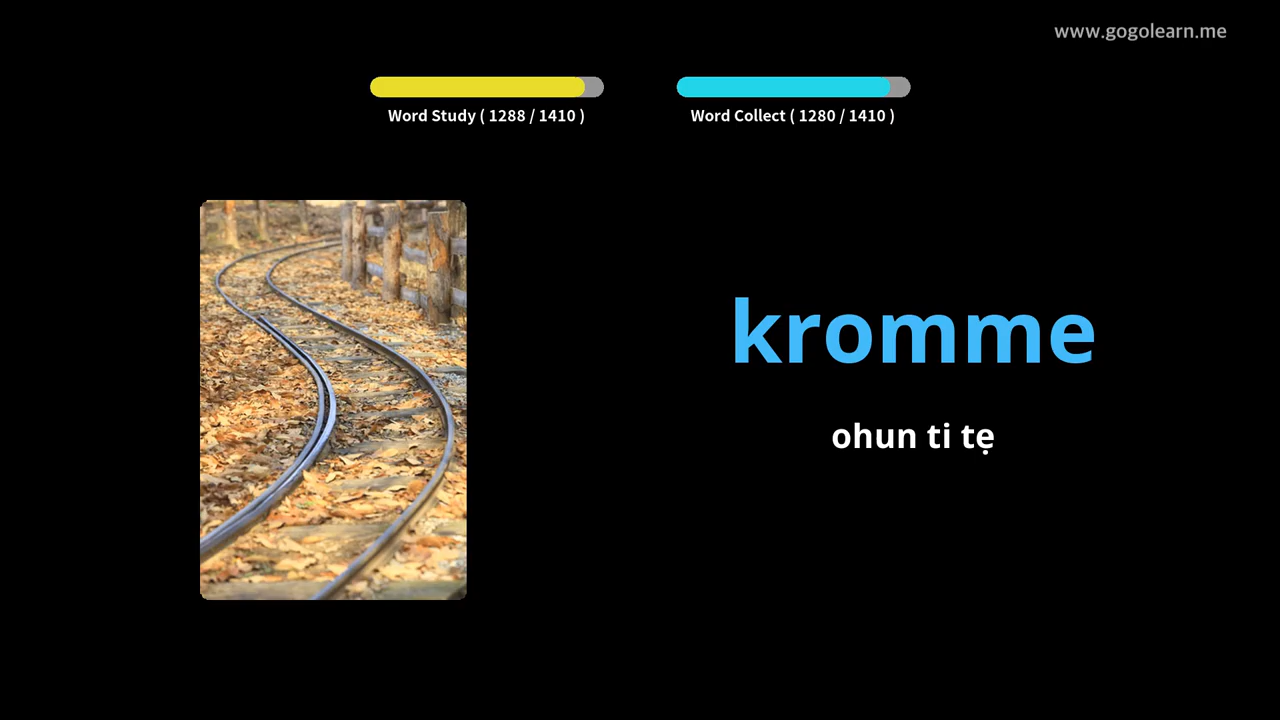 www.gogolearn.me
Word Study ( 1288 / 1410 )
Word Collect ( 1280 / 1410 )
kromme
ohun ti tẹ